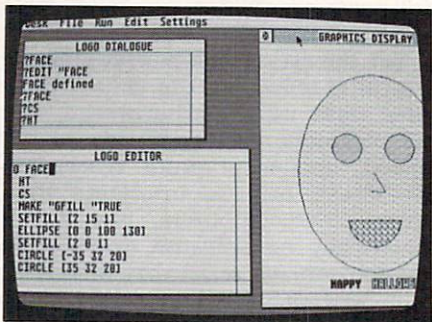 Desk File Run Edit Settings
LOGO DIALOGUE
?FACE
?EDIT "FACE
FACE defined
?FACE
?CS
?HT
LOGO EDITOR
O FACE
HT
CS
MAKE "GFILL "TRUE
SETFILL [2 15 1]
ELLIPSE [0 0 100 130]
SETFILL [2 0 1]
CIRCLE [-35 32 20]
CIRCLE [35 32 20]
GRAPHICS DISPLAY
HAPPY HALLOWE